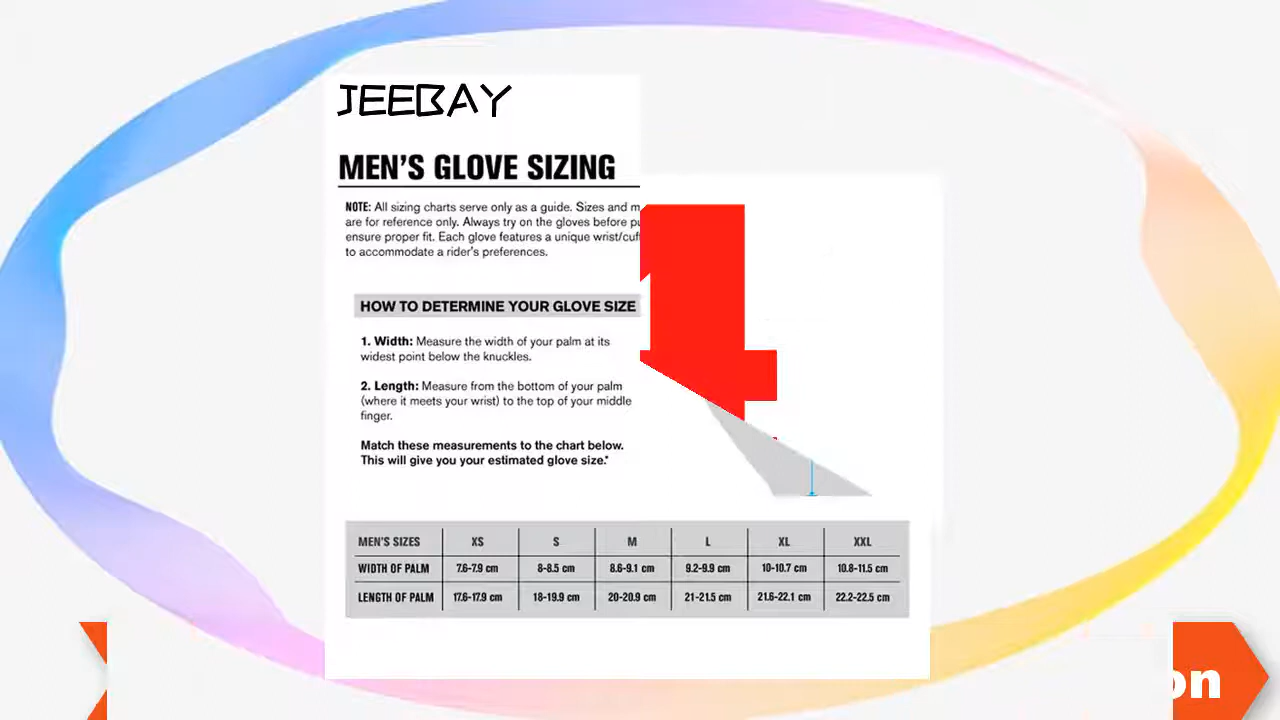 JEEBAY
MEN'S GLOVE SIZING
NOTE: All sizing charts serve only as a guide. Sizes and
are for reference only. Always try on the gloves before
ensure proper fit. Each glove features a unique wrist/cuff
to accommodate a rider's preferences.
HOW TO DETERMINE YOUR GLOVE SIZE
1. Width: Measure the width of your palm at its
widest point below the knuckles.
2. Length: Measure from the bottom of your palm
(where it meets your wrist) to the top of your middle
finger.
Match these measurements to the chart below.
This will give you your estimated glove size.*
MEN'S SIZES XS S M L XL XXL
WIDTH OF PALM 7.6-7.9 cm 8-8.5 cm 8.6-9.1 cm 9.2-9.9 cm 10-10.7 cm 10.8-11.5 cm
LENGTH OF PALM 17.6-17.9 cm 18-19.9 cm 20-20.9 cm 21-21.5 cm 21.6-22.1 cm 22.2-22.5 cm